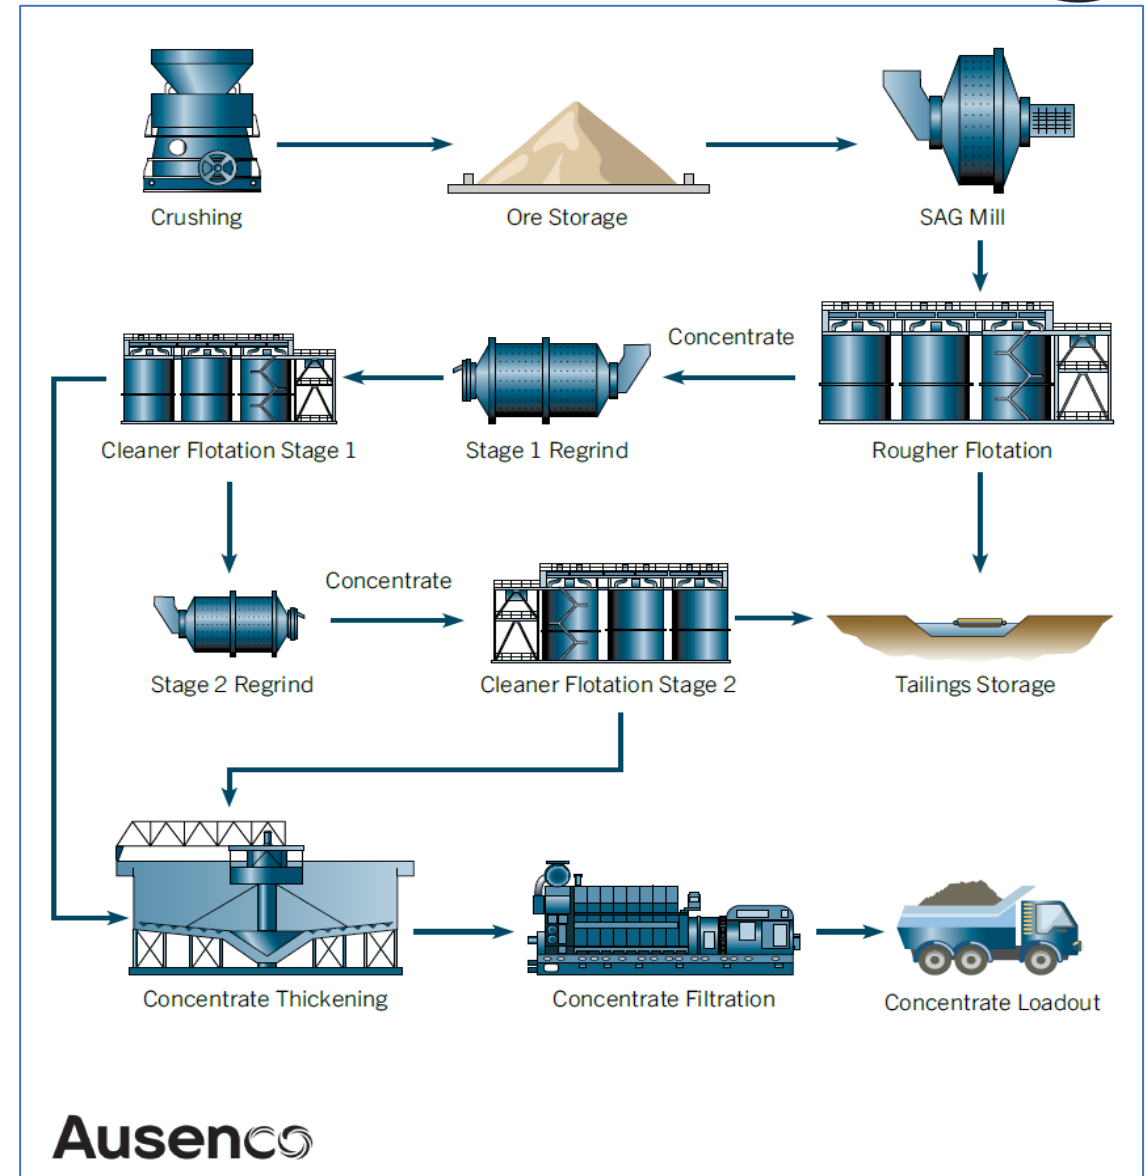 Crushing
Ore Storage
SAG Mill
Concentrate
Cleaner Flotation Stage 1
Stage 1 Regrind
Rougher Flotation
Concentrate
Stage 2 Regrind
Cleaner Flotation Stage 2
Tailings Storage
Concentrate Thickening
Concentrate Filtration
Concentrate Loadout
Ausenco